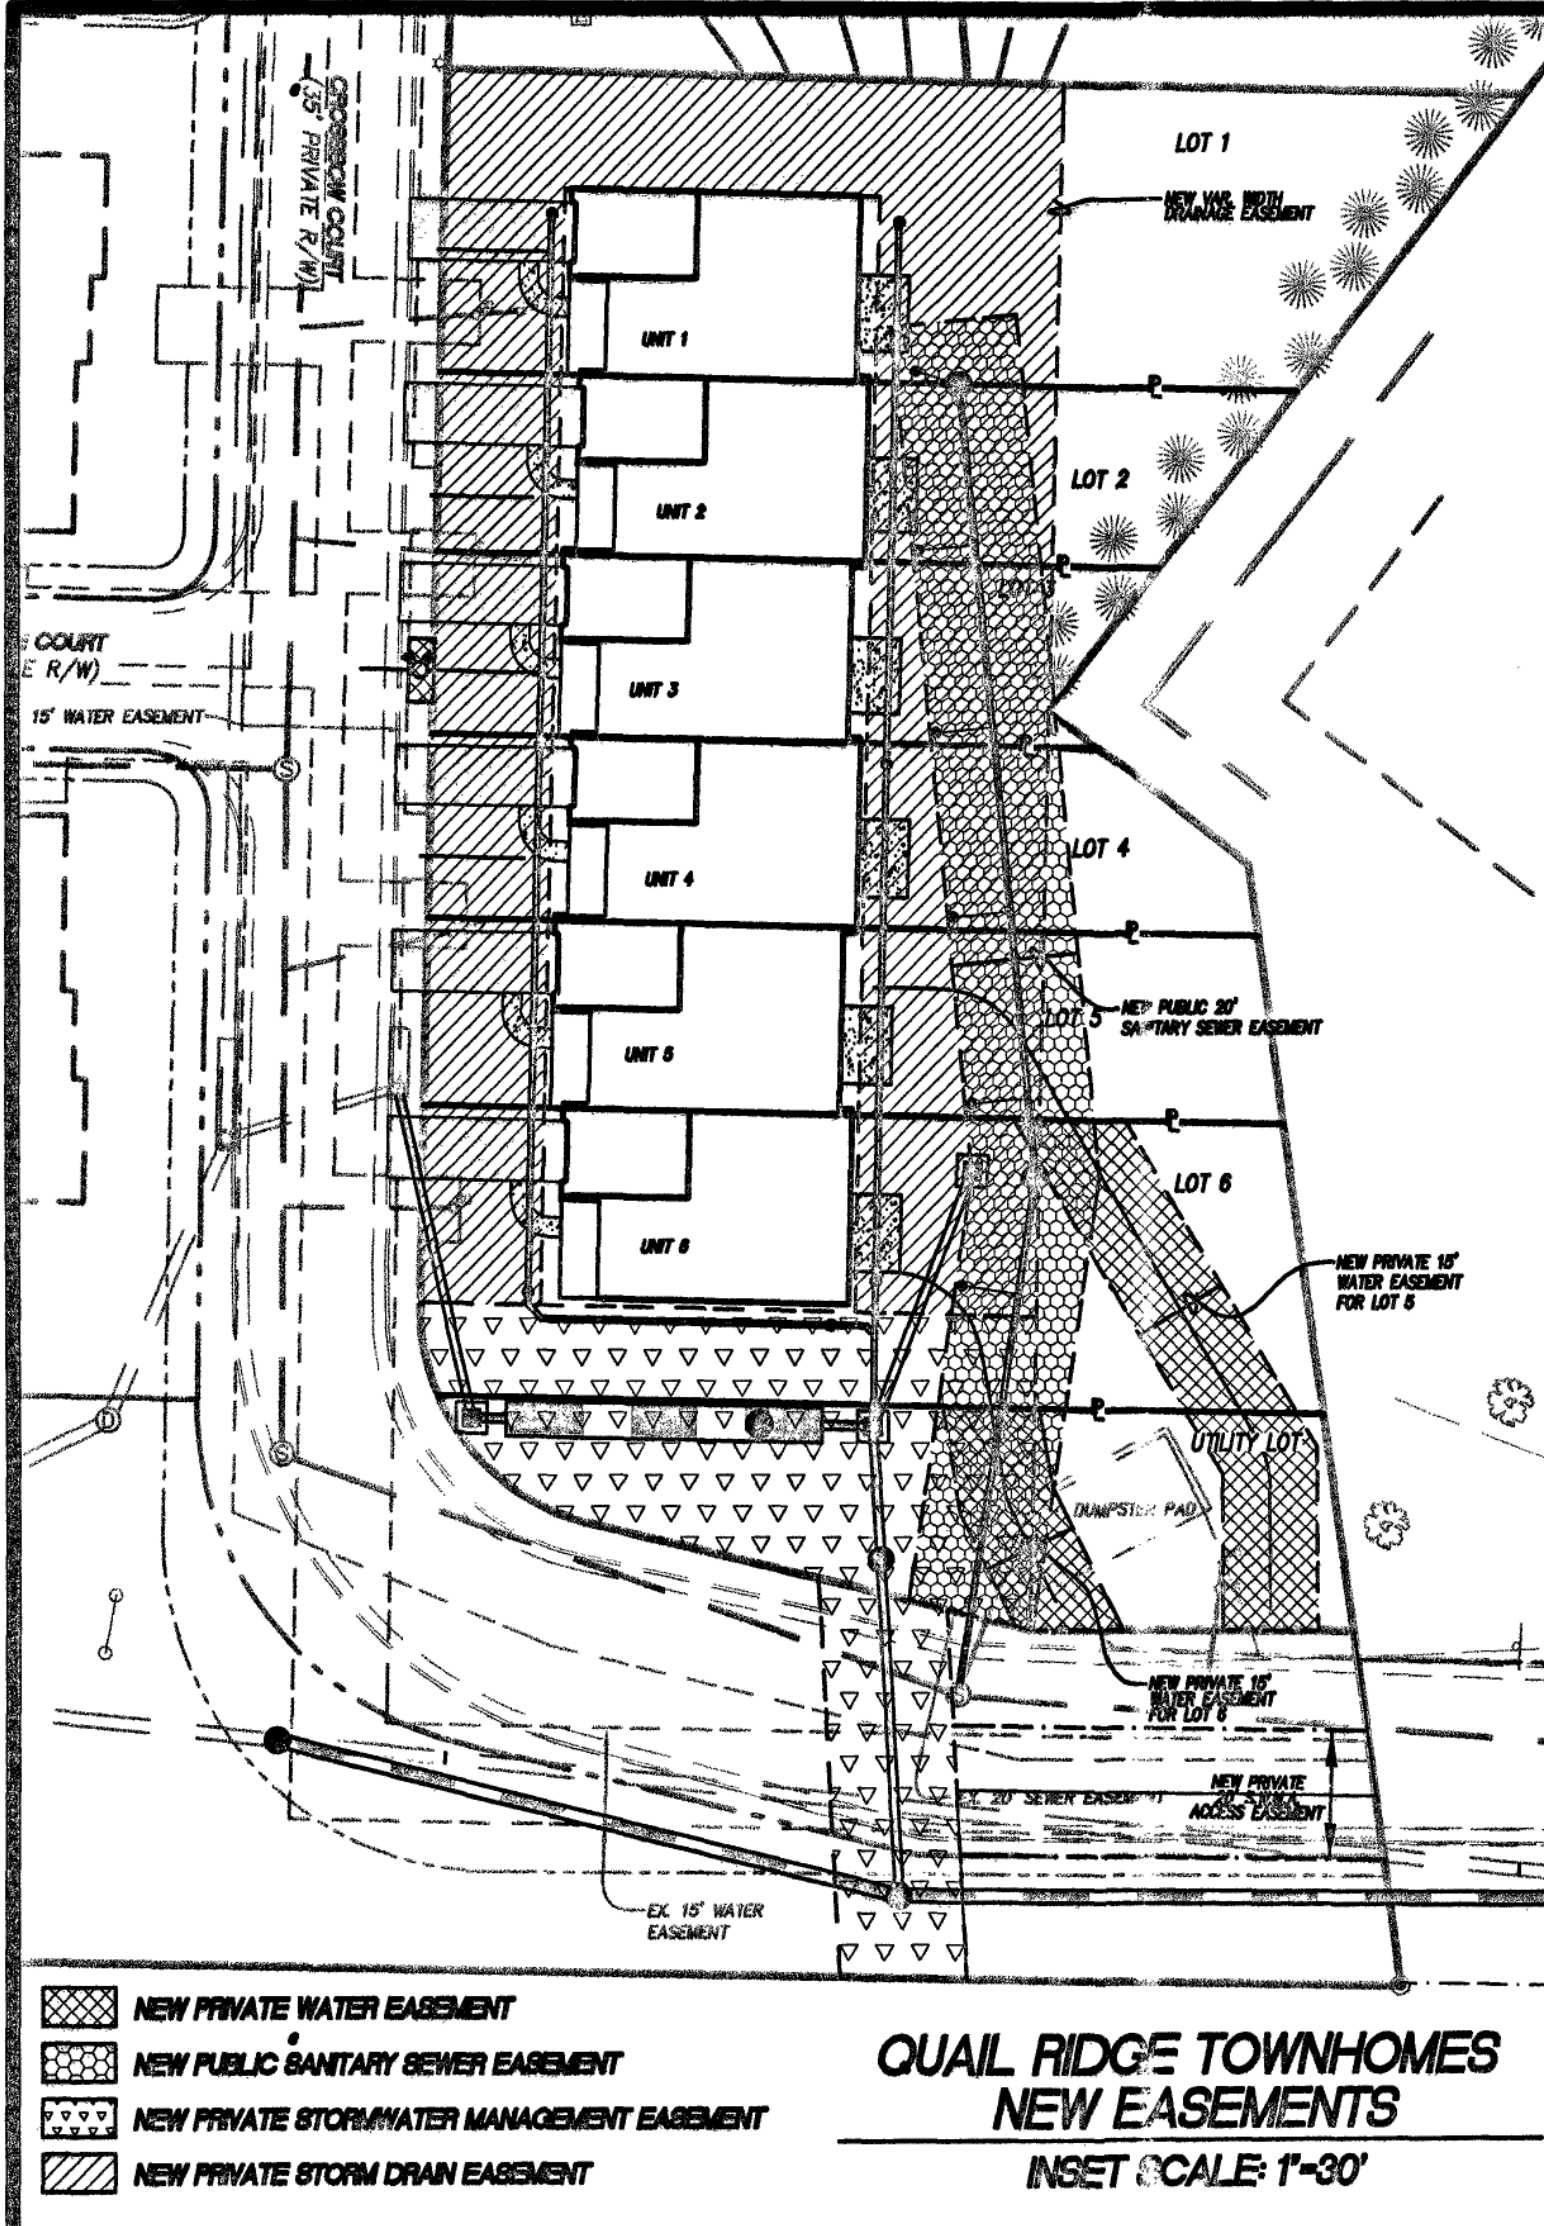 CROSSBOW COURT
(35' PRIVATE R/W)
LOT 1
NEW VAR. WIDTH
DRAINAGE EASEMENT
UNIT 1
LOT 2
UNIT 2
COURT
E R/W)
UNIT 3
15' WATER EASEMENT
S
LOT 4
UNIT 4
NEW PUBLIC 20'
SANITARY SEWER EASEMENT
LOT 5
UNIT 5
LOT 6
UNIT 6
NEW PRIVATE 15'
WATER EASEMENT
FOR LOT 5
D
S
UTILITY LOT
DUMPSTER PAD
NEW PRIVATE 15'
WATER EASEMENT
FOR LOT 6
S
NEW PRIVATE
20' S.W.M.
ACCESS EASEMENT
EX. 20' SEWER EASEMENT
EX. 15' WATER
EASEMENT
NEW PRIVATE WATER EASEMENT
NEW PUBLIC SANITARY SEWER EASEMENT
NEW PRIVATE STORMWATER MANAGEMENT EASEMENT
NEW PRIVATE STORM DRAIN EASEMENT
QUAIL RIDGE TOWNHOMES
NEW EASEMENTS
INSET SCALE: 1"=30'